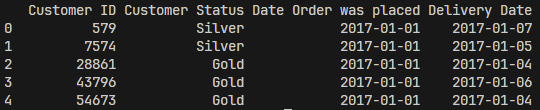 Customer ID Customer Status Date Order was placed Delivery Date
0 579 Silver 2017-01-01 2017-01-07
1 7574 Silver 2017-01-01 2017-01-05
2 28861 Gold 2017-01-01 2017-01-04
3 43796 Gold 2017-01-01 2017-01-06
4 54673 Gold 2017-01-01 2017-01-04